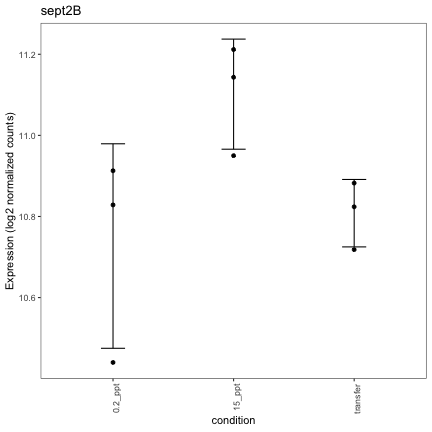 sept2B
Expression (log2 normalized counts)
11.2
11.0
10.8
10.6
0.2_ppt
15_ppt
transfer
condition